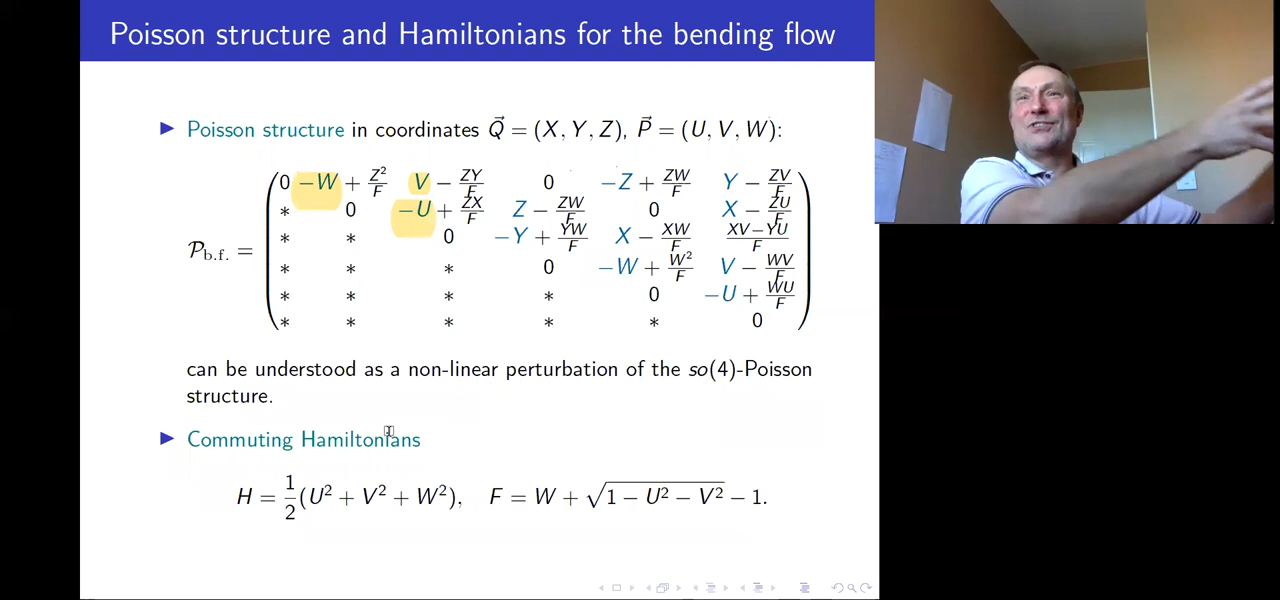 Poisson structure and Hamiltonians for the bending flow
▶ Poisson structure in coordinates $\vec{Q} = (X, Y, Z)$, $\vec{P} = (U, V, W)$:
$\mathcal{P}_{\text{b.f.}} = \begin{pmatrix} 0 & -W + \frac{Z^2}{F} & V - \frac{ZY}{F} & 0 & -Z + \frac{ZW}{F} & Y - \frac{ZV}{F} \\ * & 0 & -U + \frac{ZX}{F} & Z - \frac{ZW}{F} & 0 & X - \frac{ZU}{F} \\ * & * & 0 & -Y + \frac{YW}{F} & X - \frac{XW}{F} & \frac{XV - YU}{F} \\ * & * & * & 0 & -W + \frac{W^2}{F} & V - \frac{WV}{F} \\ * & * & * & * & 0 & -U + \frac{WU}{F} \\ * & * & * & * & * & 0 \end{pmatrix}$
can be understood as a non-linear perturbation of the so(4)-Poisson
structure.
▶ Commuting Hamiltonians
$H = \frac{1}{2}(U^2 + V^2 + W^2), \quad F = W + \sqrt{1 - U^2 - V^2} - 1.$